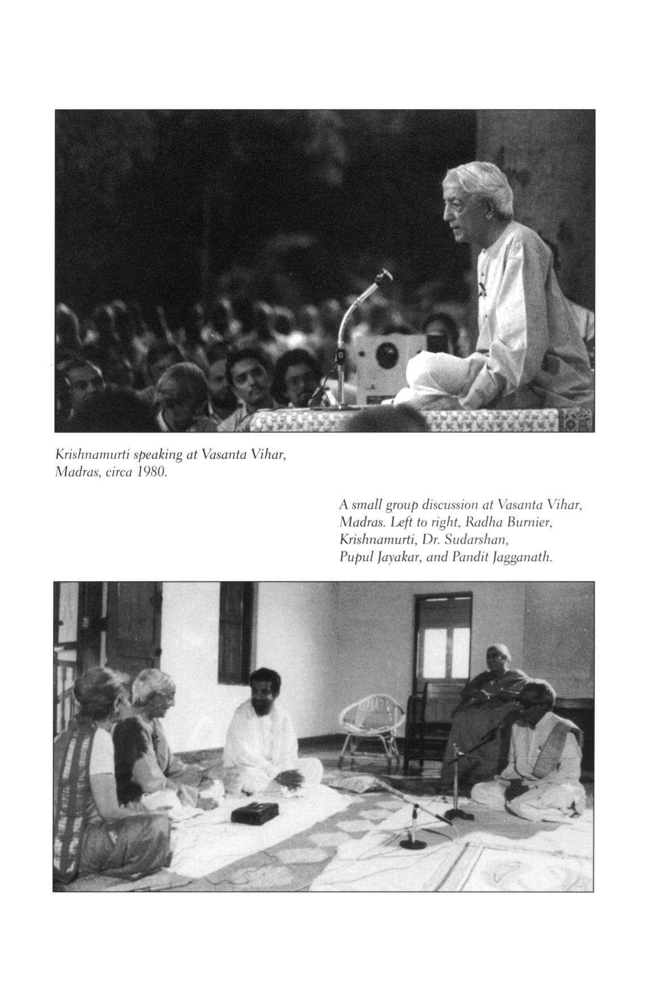 Krishnamurti speaking at Vasanta Vihar,
Madras, circa 1980.
A small group discussion at Vasanta Vihar,
Madras. Left to right, Radha Burnier,
Krishnamurti, Dr. Sudarshan,
Pupul Jayakar, and Pandit Jagganath.